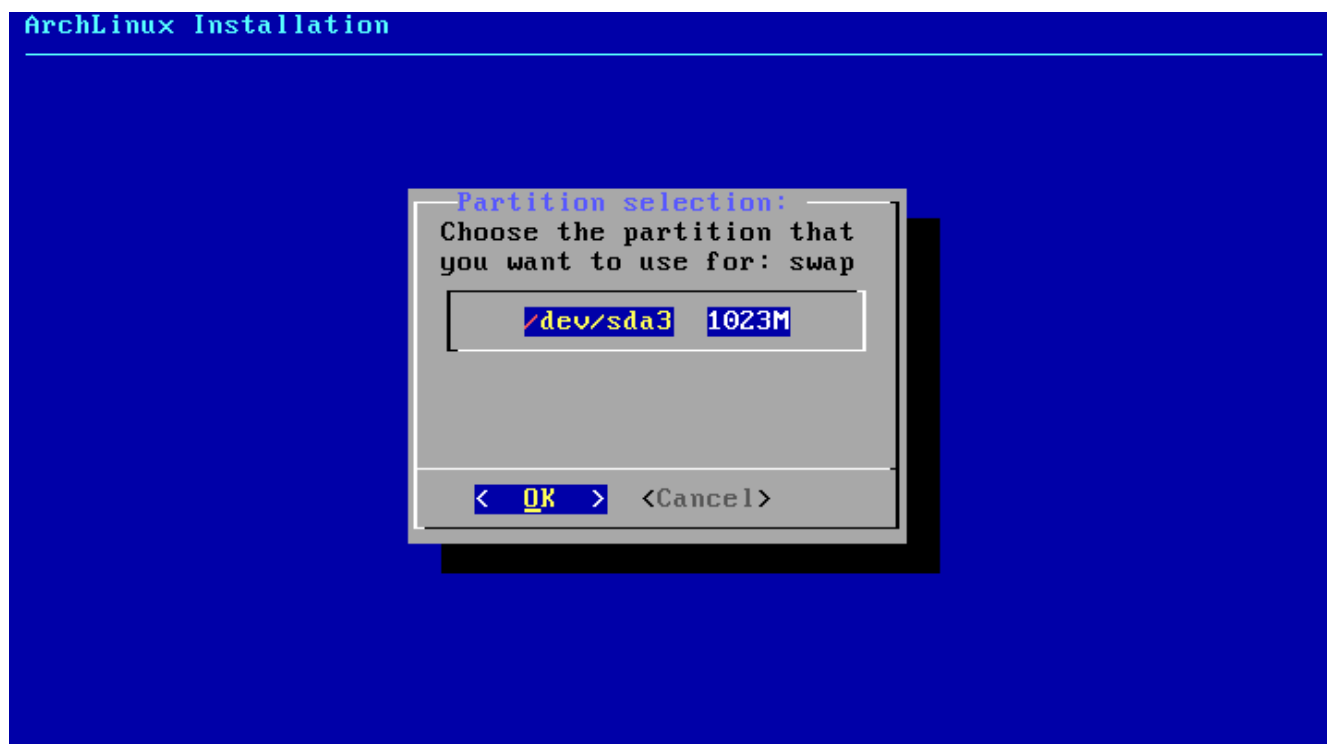 ArchLinux Installation
Partition selection:
Choose the partition that
you want to use for: swap
/dev/sda3 1023M
< OK > <Cancel>